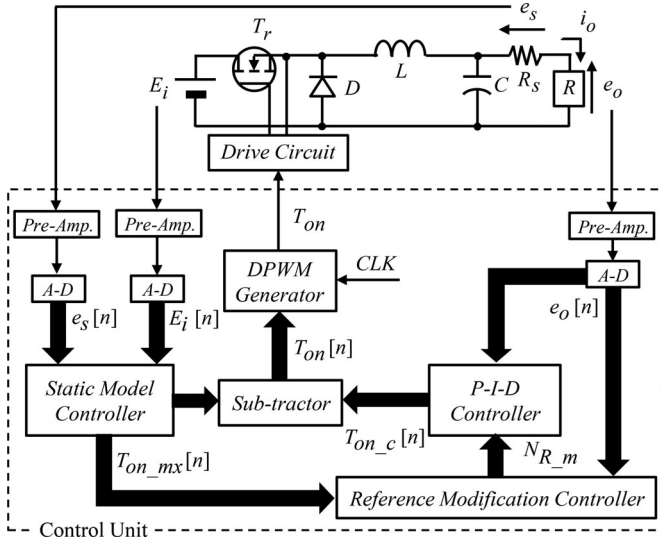 e_s
i_o
T_r
E_i
D
L
C
R_s
R
e_o
Drive Circuit
Pre-Amp.
Pre-Amp.
T_on
Pre-Amp.
A-D
A-D
DPWM
Generator
CLK
A-D
e_s [n]
E_i [n]
e_o [n]
T_on [n]
Static Model
Controller
Sub-tractor
P-I-D
Controller
T_on_c [n]
T_on_mx [n]
N_R_m
Reference Modification Controller
Control Unit